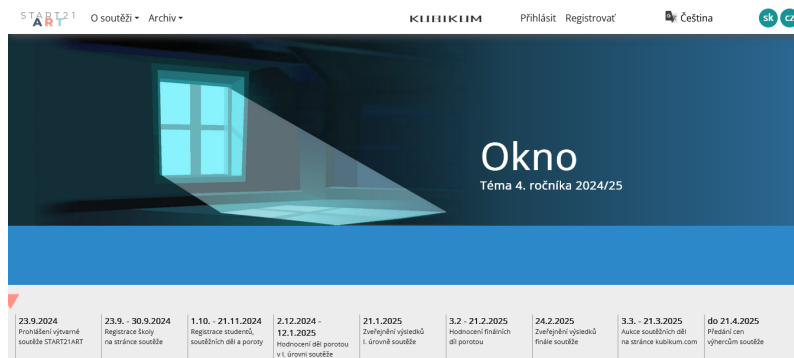 START21
ART
O soutěži
Archiv
KUBIKUM
Přihlásit
Registrovať
Čeština
sk
cz
Okno
Téma 4. ročníka 2024/25
23.9.2024
Prohlášení výtvarné
soutěže START21ART
23.9. - 30.9.2024
Registrace školy
na stránce soutěže
1.10. - 21.11.2024
Registrace studentů,
soutěžních děl a poroty
2.12.2024 -
12.1.2025
Hodnocení děl porotou
v I. úrovni soutěže
21.1.2025
Zveřejnění výsledků
I. úrovně soutěže
3.2 - 21.2.2025
Hodnocení finálních
děl porotou
24.2.2025
Zveřejnění výsledků
finále soutěže
3.3. - 31.3.2025
Aukce soutěžních děl
na stránce kubikum.com
do 21.4.2025
Předání cen
výhercům soutěže